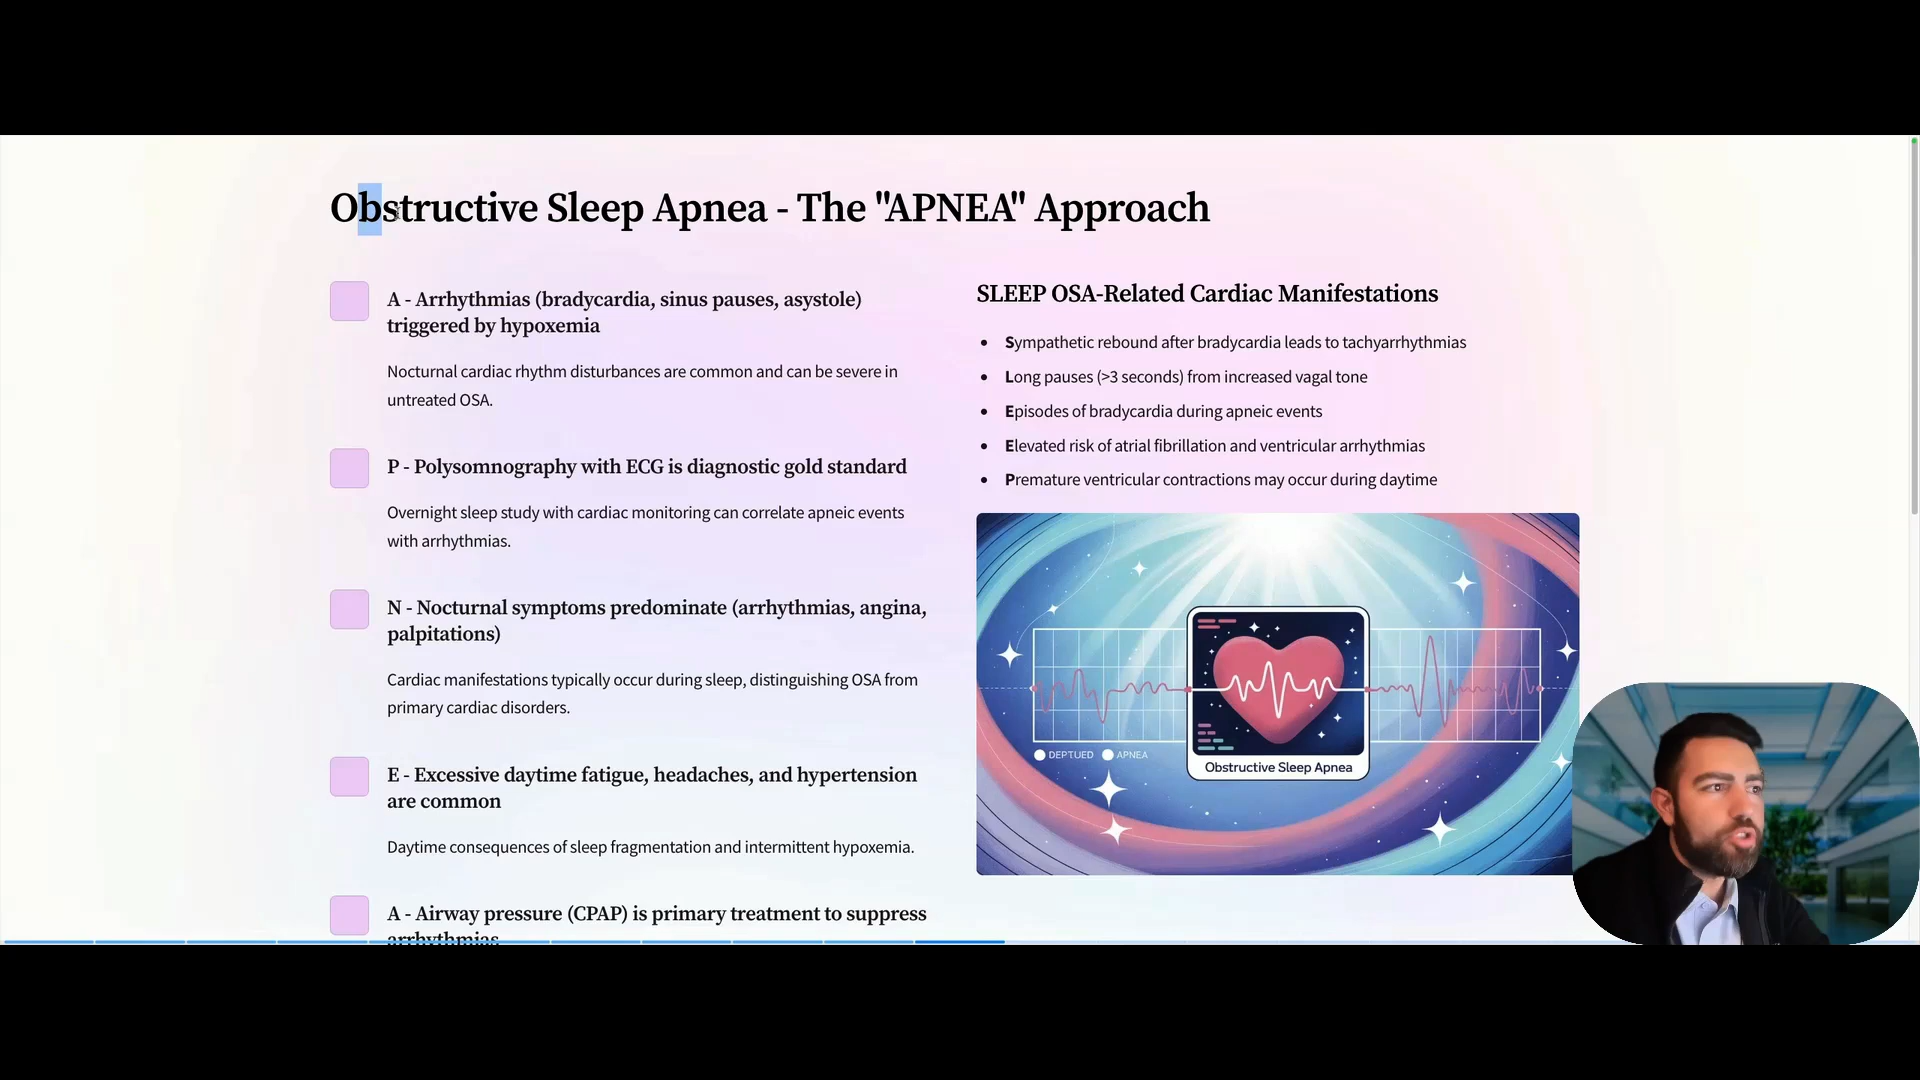 Obstructive Sleep Apnea - The "APNEA" Approach
A - Arrhythmias (bradycardia, sinus pauses, asystole)
triggered by hypoxemia
Nocturnal cardiac rhythm disturbances are common and can be severe in
untreated OSA.
P - Polysomnography with ECG is diagnostic gold standard
Overnight sleep study with cardiac monitoring can correlate apneic events
with arrhythmias.
N - Nocturnal symptoms predominate (arrhythmias, angina,
palpitations)
Cardiac manifestations typically occur during sleep, distinguishing OSA from
primary cardiac disorders.
E - Excessive daytime fatigue, headaches, and hypertension
are common
Daytime consequences of sleep fragmentation and intermittent hypoxemia.
A - Airway pressure (CPAP) is primary treatment to suppress
arrhythmias
SLEEP OSA-Related Cardiac Manifestations
• Sympathetic rebound after bradycardia leads to tachyarrhythmias
• Long pauses (>3 seconds) from increased vagal tone
• Episodes of bradycardia during apneic events
• Elevated risk of atrial fibrillation and ventricular arrhythmias
• Premature ventricular contractions may occur during daytime
DEPTUED APNEA
Obstructive Sleep Apnea